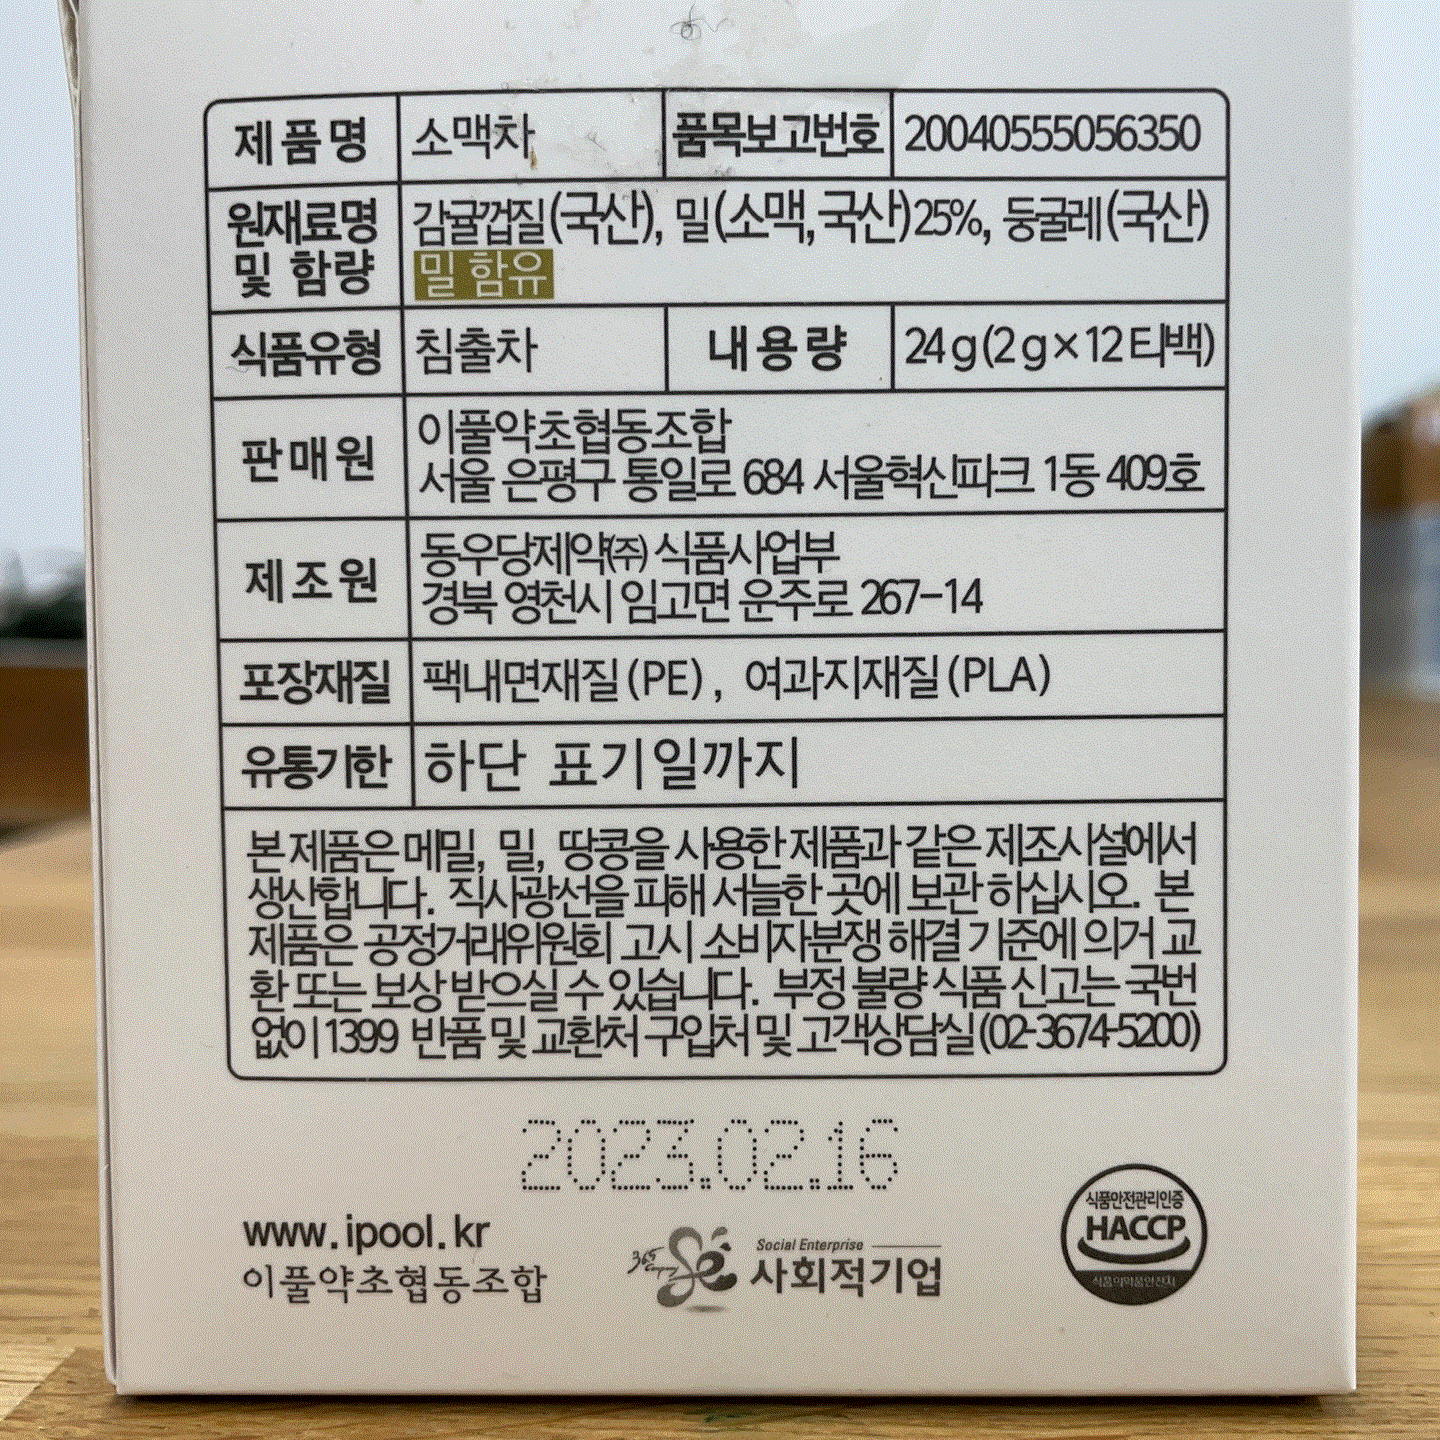 제품명 소맥차 품목보고번호 20040555056350
원재료명 감귤껍질(국산), 밀(소맥,국산)25%, 둥굴레(국산)
및 함량 밀 함유
식품유형 침출차 내용량 24g(2g×12티백)
이풀약초협동조합
판매원
서울 은평구 통일로 684 서울혁신파크 1동 409호
동우당제약(주) 식품사업부
제조원
경북 영천시 임고면 운주로 267-14
포장재질 팩내면재질(PE), 여과지재질(PLA)
유통기한 하단 표기일까지
본 제품은 메밀, 밀, 땅콩을 사용한 제품과 같은 제조시설에서
생산합니다. 직사광선을 피해 서늘한 곳에 보관 하십시오. 본
제품은 공정거래위원회 고시 소비자분쟁 해결 기준에 의거 교
환 또는 보상 받으실 수 있습니다. 부정 불량 식품 신고는 국번
없이 1399 반품 및 교환처 구입처 및 고객상담실(02-3674-5200)
2023.02.16
www.ipool.kr
이풀약초협동조합
Social Enterprise
사회적기업
식품안전관리인증
HACCP
식품의약품안전처